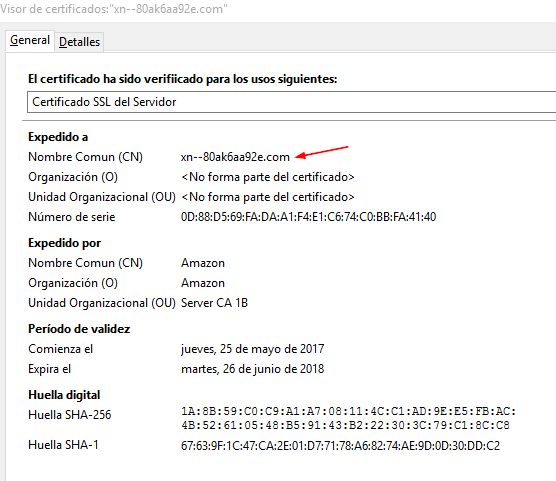 Visor de certificados:"xn--80ak6aa92e.com"
General Detalles
El certificado ha sido verifiicado para los usos siguientes:
Certificado SSL del Servidor
Expedido a
Nombre Comun (CN) xn--80ak6aa92e.com
Organización (O) <No forma parte del certificado>
Unidad Organizacional (OU) <No forma parte del certificado>
Número de serie 0D:88:D5:69:FA:DA:A1:F4:E1:C6:74:C0:BB:FA:41:40
Expedido por
Nombre Comun (CN) Amazon
Organización (O) Amazon
Unidad Organizacional (OU) Server CA 1B
Período de validez
Comienza el jueves, 25 de mayo de 2017
Expira el martes, 26 de junio de 2018
Huella digital
Huella SHA-256 1A:8B:59:C0:C9:A1:A7:08:11:4C:C1:AD:9E:E5:FB:AC:
4B:52:61:05:48:B5:91:43:B2:22:30:3C:79:C1:8C:C8
Huella SHA-1 67:63:9F:1C:47:CA:2E:01:D7:71:78:A6:82:74:AE:9D:0D:30:DD:C2